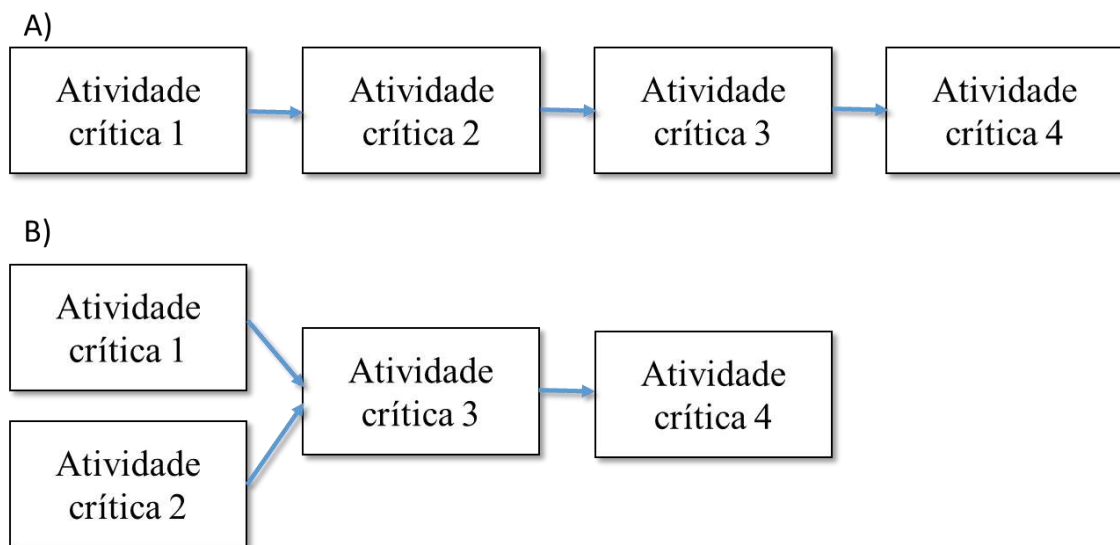 A)
Atividade
crítica 1
Atividade
crítica 2
Atividade
crítica 3
Atividade
crítica 4
B)
Atividade
crítica 1
Atividade
crítica 2
Atividade
crítica 3
Atividade
crítica 4